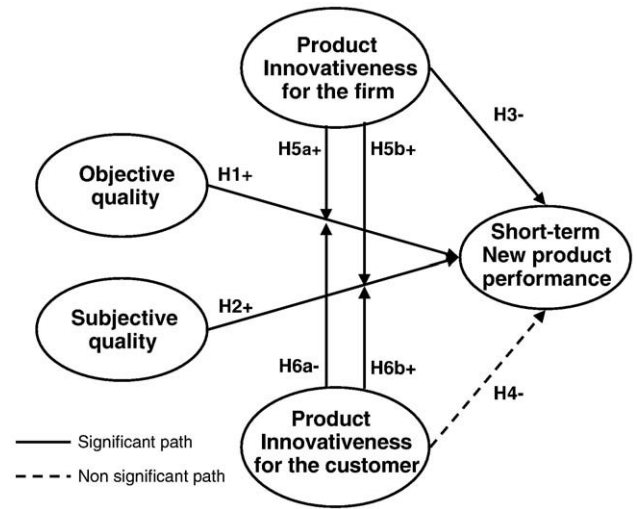 Product
Innovativeness
for the firm
H3-
H5a+
H5b+
Objective
quality
H1+
Short-term
New product
performance
Subjective
quality
H2+
H6a-
H6b+
H4-
Product
Innovativeness
for the customer
Significant path
Non significant path